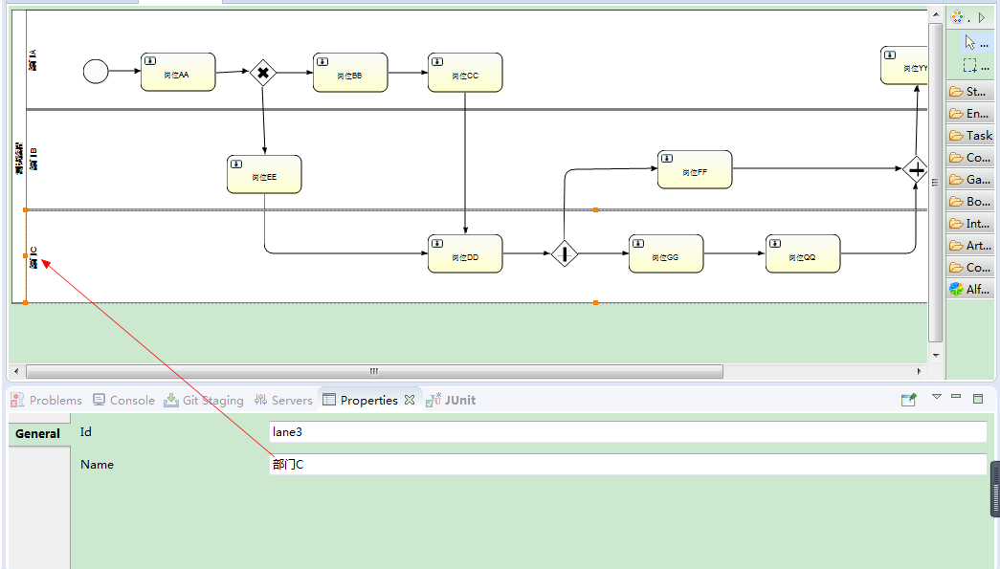 部门A
岗位AA
岗位BB
岗位CC
岗位YY
部门B
岗位EE
岗位FF
部门C
岗位DD
岗位GG
岗位QQ
...
...
St...
En...
Task
Co...
Ga...
Bo...
Int...
Art...
Co...
Alf...
Problems
Console
Git Staging
Servers
Properties
JUnit
General
Id
lane3
Name
部门C